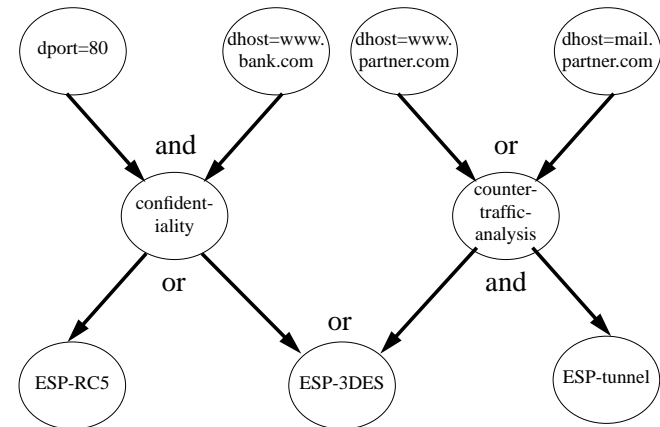 dport=80
dhost=www.
bank.com
dhost=www.
partner.com
dhost=mail.
partner.com
and
or
confident-
iality
counter-
traffic-
analysis
or
and
or
ESP-RC5
ESP-3DES
ESP-tunnel